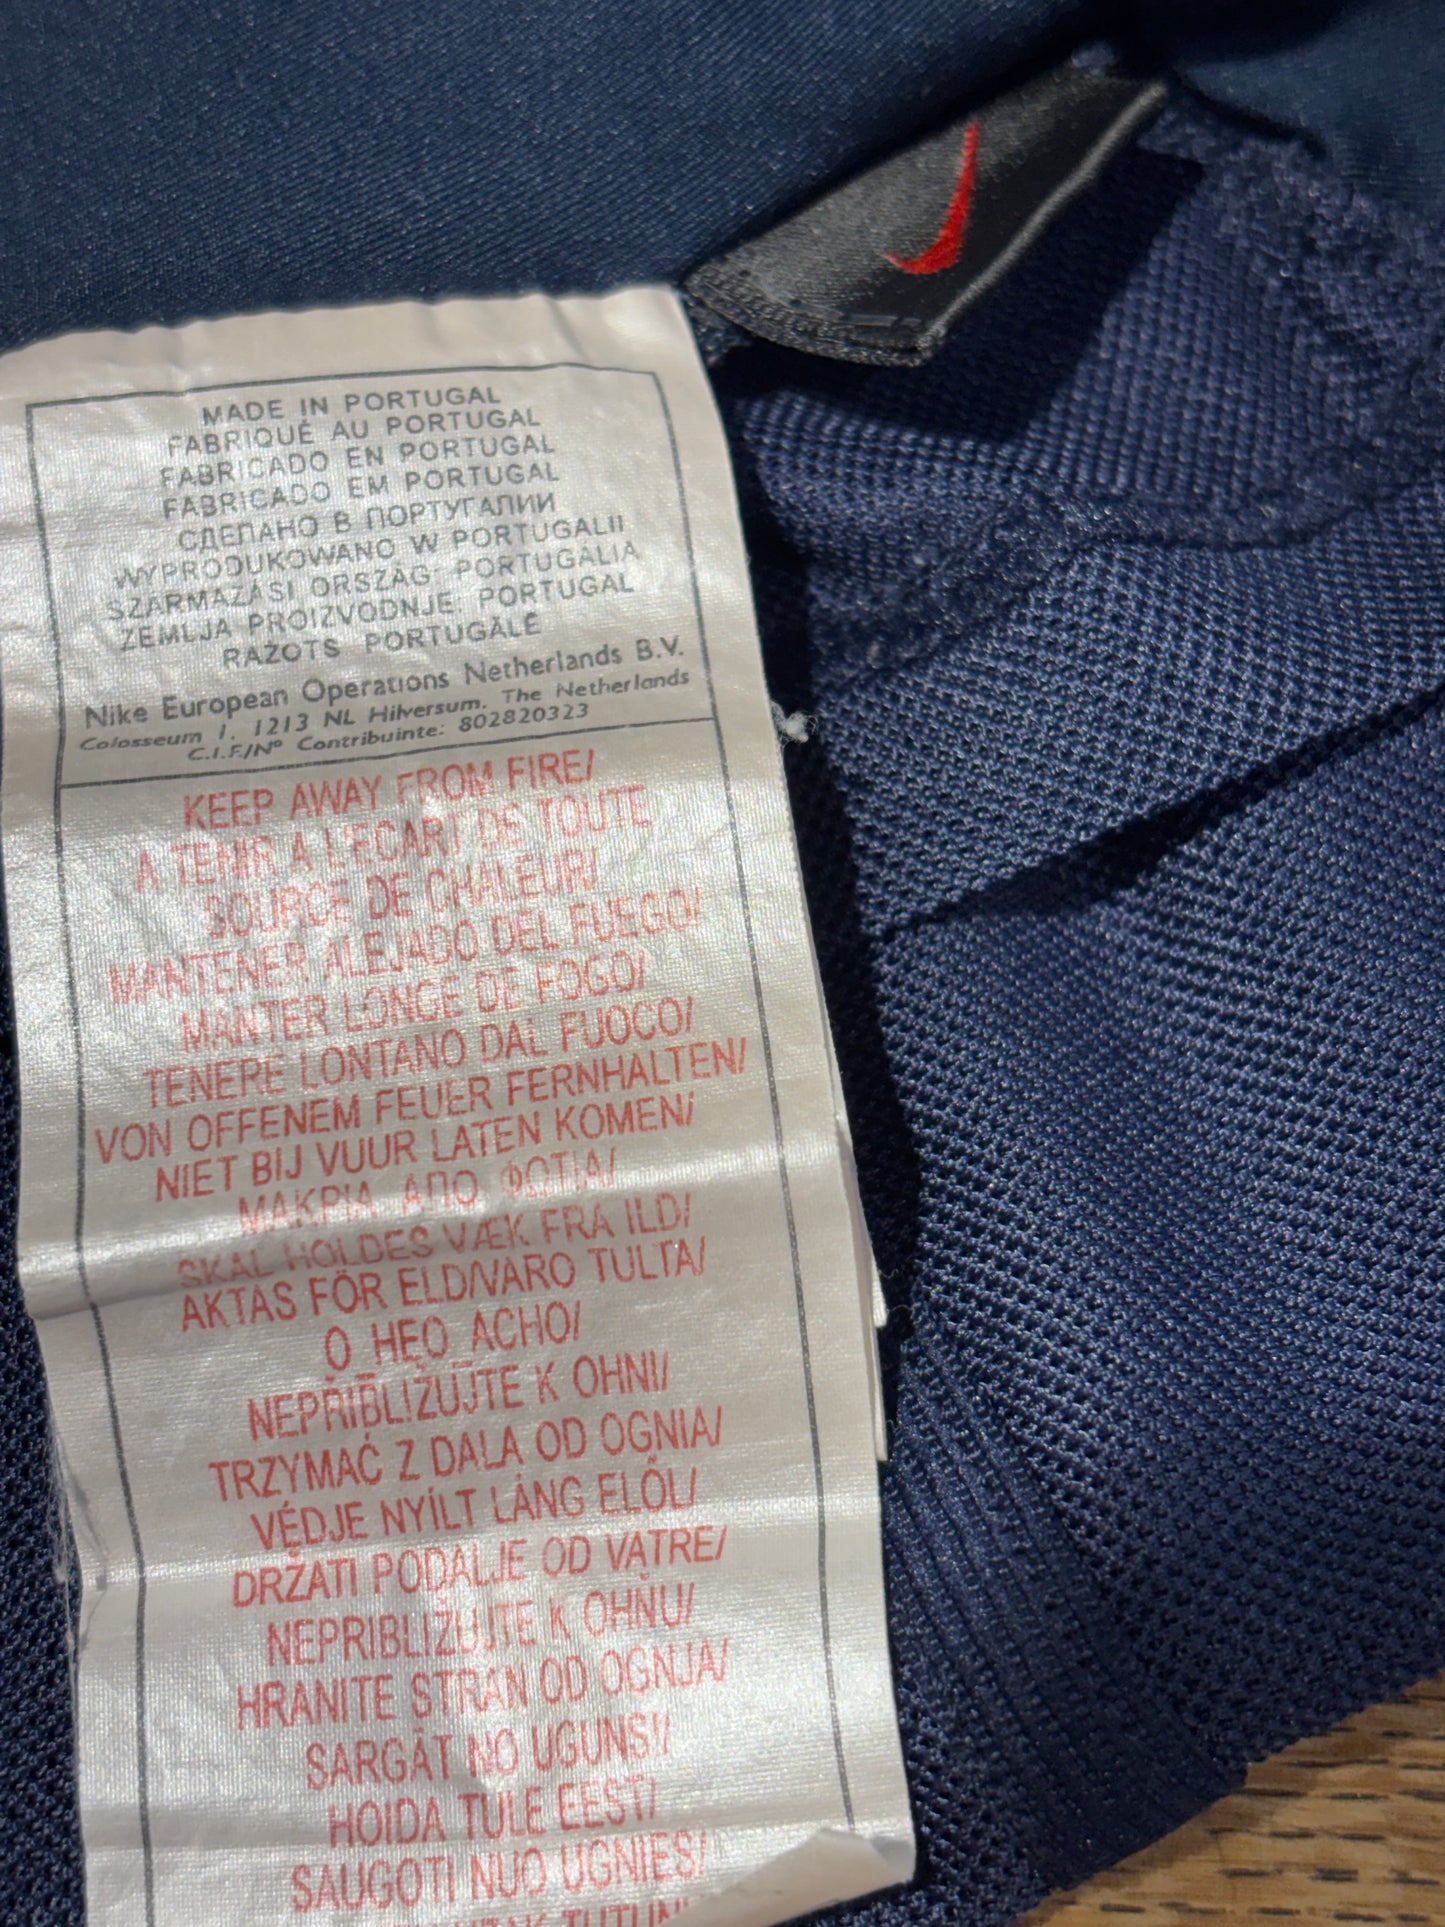 MADE IN PORTUGAL
FABRIQUÉ AU PORTUGAL
FABRICADO EN PORTUGAL
FABRICADO EM PORTUGAL
СДЕЛАНО В ПОРТУГАЛИИ
WYPRODUKOWANO W PORTUGALII
SZÁRMAZÁSI ORSZÁG: PORTUGÁLIA
ZEMLJA PROIZVODNJE: PORTUGAL
RAŽOTS PORTUGĀLĒ
Nike European Operations Netherlands B.V.
Colosseum 1, 1213 NL Hilversum, The Netherlands
C.I.F./Nº Contribuinte: 802820323
KEEP AWAY FROM FIRE/
A TENIR A L'ECART DE TOUTE
SOURCE DE CHALEUR/
MANTENER ALEJADO DEL FUEGO/
MANTER LONGE DE FOGO/
TENERE LONTANO DAL FUOCO/
VON OFFENEM FEUER FERNHALTEN/
NIET BIJ VUUR LATEN KOMEN/
ΜΑΚΡΙΑ ΑΠΟ ΦΩΤΙΑ/
SKAL HOLDES VÆK FRA ILD/
AKTAS FÖR ELD/VARO TULTA/
О НЕО АСНО/
NEPŘIBLIŽUJTE K OHNI/
TRZYMAĆ Z DALA OD OGNIA/
VÉDJE NYÍLT LÁNG ELŐL/
DRŽATI PODALJE OD VATRE/
NEPRIBLIŽUJTE K OHŇU/
HRANITE STRAN OD OGNJA/
SARGĀT NO UGUNS/
HOIDA TULE EEST/
SAUGOTI NUO UGNIES/